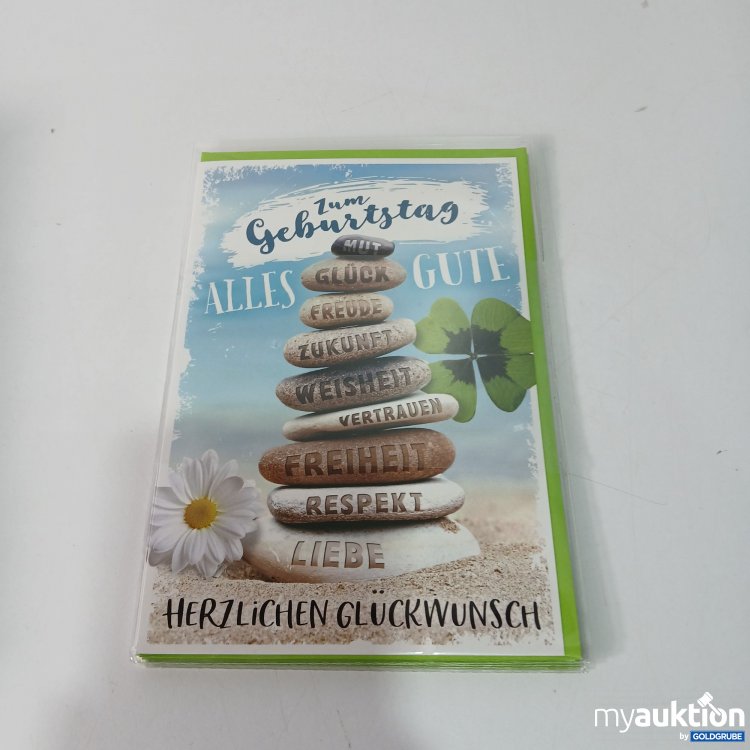 Zum
Geburtstag
ALLES GUTE
MUT
GLÜCK
FREUDE
ZUKUNFT
WEISHEIT
VERTRAUEN
FREIHEIT
RESPEKT
LIEBE
HERZLiCHEN GLÜCKWUNSCH
myauktion
by GOLDGRUBE